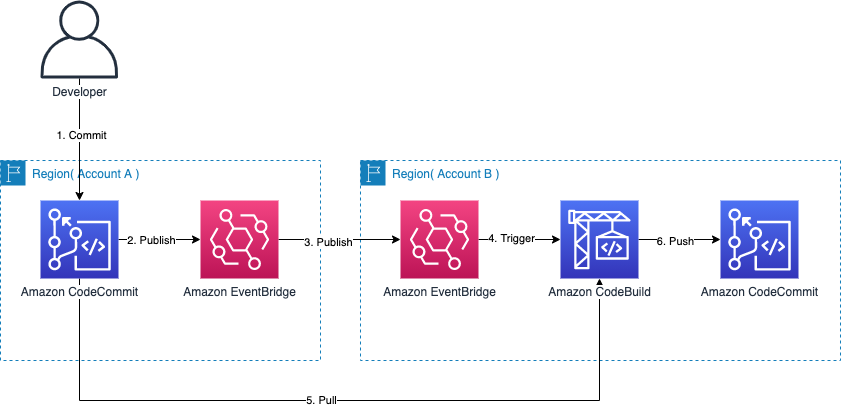 Developer
1. Commit
Region( Account A )
Region( Account B )
2. Publish
3. Publish
4. Trigger
6. Push
Amazon CodeCommit
Amazon EventBridge
Amazon EventBridge
Amazon CodeBuild
Amazon CodeCommit
5. Pull